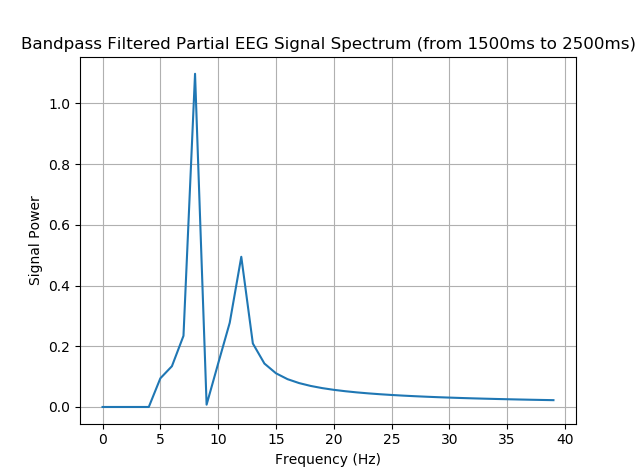 Bandpass Filtered Partial EEG Signal Spectrum (from 1500ms to 2500ms)
1.0
0.8
0.6
0.4
0.2
0.0
Signal Power
0 5 10 15 20 25 30 35 40
Frequency (Hz)